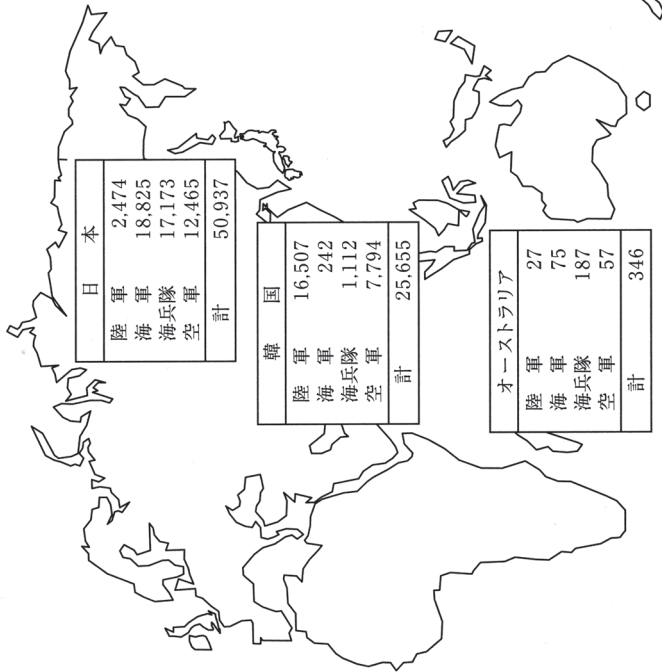 日本
陸軍 2,474
海軍 18,825
海兵隊 17,173
空軍 12,465
計 50,937
韓国
陸軍 16,507
海軍 242
海兵隊 1,112
空軍 7,794
計 25,655
オーストラリア
陸軍 27
海軍 75
海兵隊 187
空軍 57
計 346